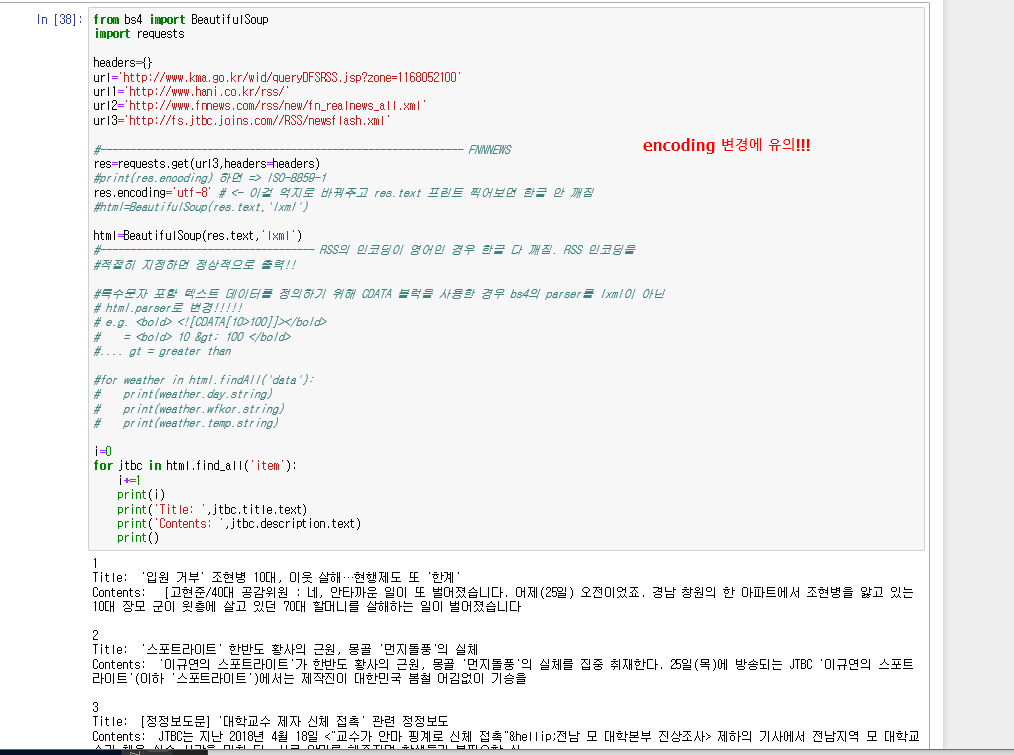 In [38]:
from bs4 import BeautifulSoup
import requests
headers={}
url='http://www.kma.go.kr/wid/queryDFSRSS.jsp?zone=1168052100'
url1='http://www.hani.co.kr/rss/'
url2='http://www.fnnews.com/rss/new/fn_realnews_all.xml'
url3='http://fs.jtbc.joins.com//RSS/newsflash.xml'
#------------------------------------------------------------- FNNNEWS
encoding 변경에 유의!!!
res=requests.get(url3,headers=headers)
#print(res.encoding) 하면 => ISO-8859-1
res.encoding='utf-8' # <- 이걸 억지로 바꿔주고 res.text 프린트 찍어보면 한글 안 깨짐
#html=BeautifulSoup(res.text,'lxml')
html=BeautifulSoup(res.text,'lxml')
#------------------------------------ RSS의 인코딩이 영어인 경우 한글 다 깨짐. RSS 인코딩을
#적절히 지정하면 정상적으로 출력!!
#특수문자 포함 텍스트 데이터를 정의하기 위해 CDATA 블럭을 사용한 경우 bs4의 parser를 lxml이 아닌
# html.parser로 변경!!!!!
# e.g. <bold> <![CDATA[10>100]]></bold>
# = <bold> 10 &gt; 100 </bold>
#.... gt = greater than
#for weather in html.findAll('data'):
# print(weather.day.string)
# print(weather.wfkor.string)
# print(weather.temp.string)
i=0
for jtbc in html.find_all('item'):
i+=1
print(i)
print('Title: ',jtbc.title.text)
print('Contents: ',jtbc.description.text)
print()
1
Title: '입원 거부' 조현병 10대, 이웃 살해…현행제도 또 '한계'
Contents: [고현준/40대 공감위원 : 네, 안타까운 일이 또 벌어졌습니다. 어제(25일) 오전이었죠. 경남 창원의 한 아파트에서 조현병을 앓고 있는
10대 장모 군이 윗층에 살고 있던 70대 할머니를 살해하는 일이 벌어졌습니다
2
Title: '스포트라이트' 한반도 황사의 근원, 몽골 '먼지돌풍'의 실체
Contents: '이규연의 스포트라이트'가 한반도 황사의 근원, 몽골 '먼지돌풍'의 실체를 집중 취재한다. 25일(목)에 방송되는 JTBC '이규연의 스포트
라이트'(이하 '스포트라이트')에서는 제작진이 대한민국 봄철 어김없이 기승을
3
Title: [정정보도문] '대학교수 제자 신체 접촉' 관련 정정보도
Contents: JTBC는 지난 2018년 4월 18일 <"교수가 안마 핑계로 신체 접촉"&hellip;전남 모 대학본부 진상조사> 제하의 기사에서 전남지역 모 대학교